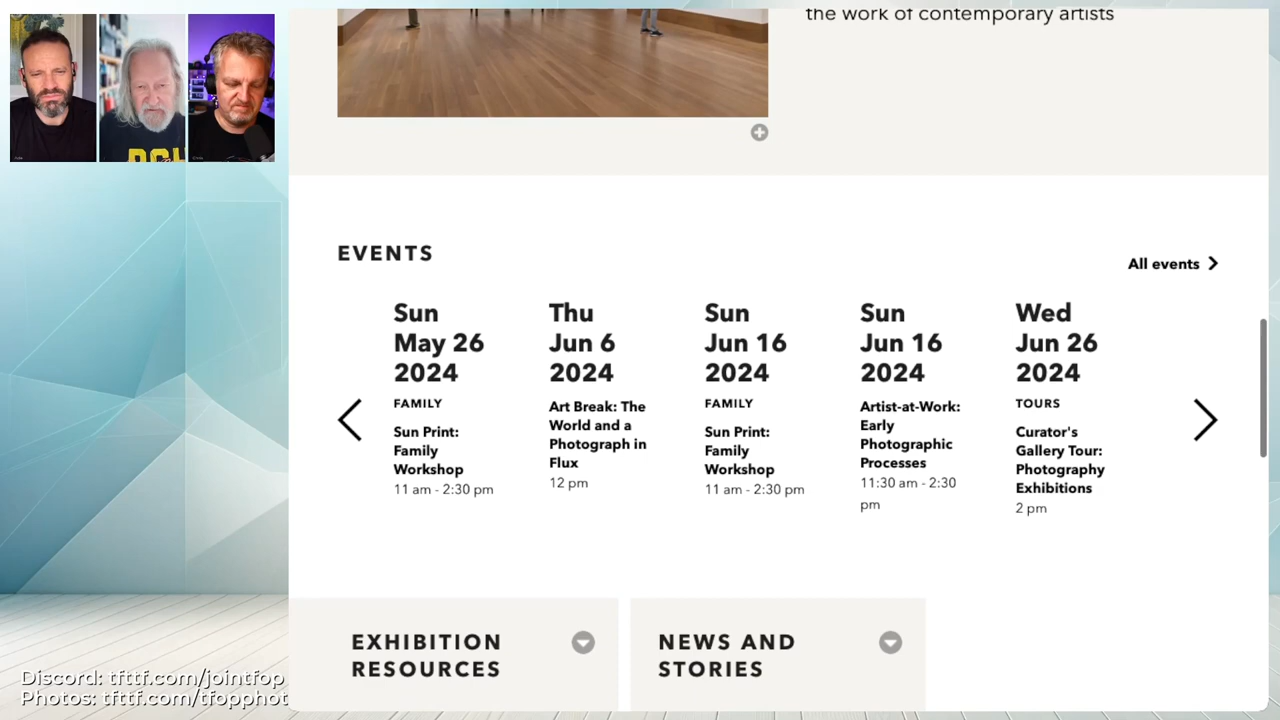 the work of contemporary artists
EVENTS
All events
Sun
May 26
2024
FAMILY
Sun Print:
Family
Workshop
11 am - 2:30 pm
Thu
Jun 6
2024
Art Break: The
World and a
Photograph in
Flux
12 pm
Sun
Jun 16
2024
FAMILY
Sun Print:
Family
Workshop
11 am - 2:30 pm
Sun
Jun 16
2024
Artist-at-Work:
Early
Photographic
Processes
11:30 am - 2:30
pm
Wed
Jun 26
2024
TOURS
Curator's
Gallery Tour:
Photography
Exhibitions
2 pm
EXHIBITION
RESOURCES
NEWS AND
STORIES
Discord: tfttf.com/jointfop
Photos: tfttf.com/tfopphot